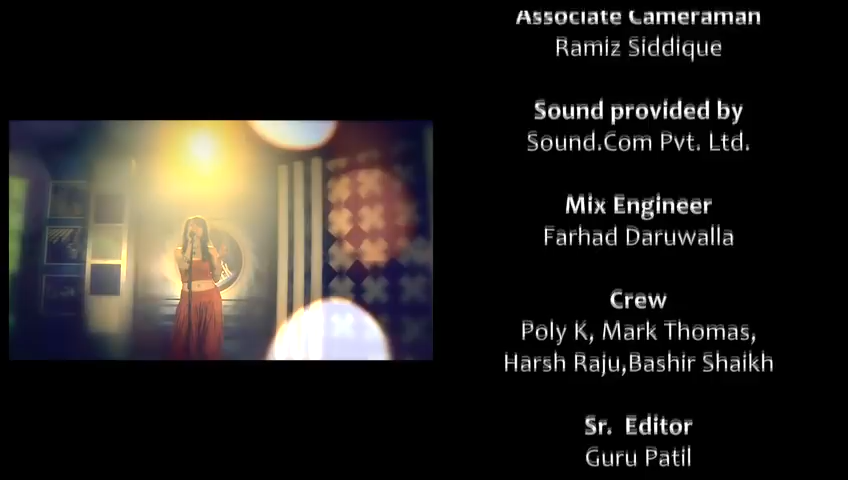 Associate Cameraman
Ramiz Siddique
Sound provided by
Sound.Com Pvt. Ltd.
Mix Engineer
Farhad Daruwalla
Crew
Poly K, Mark Thomas,
Harsh Raju,Bashir Shaikh
Sr. Editor
Guru Patil